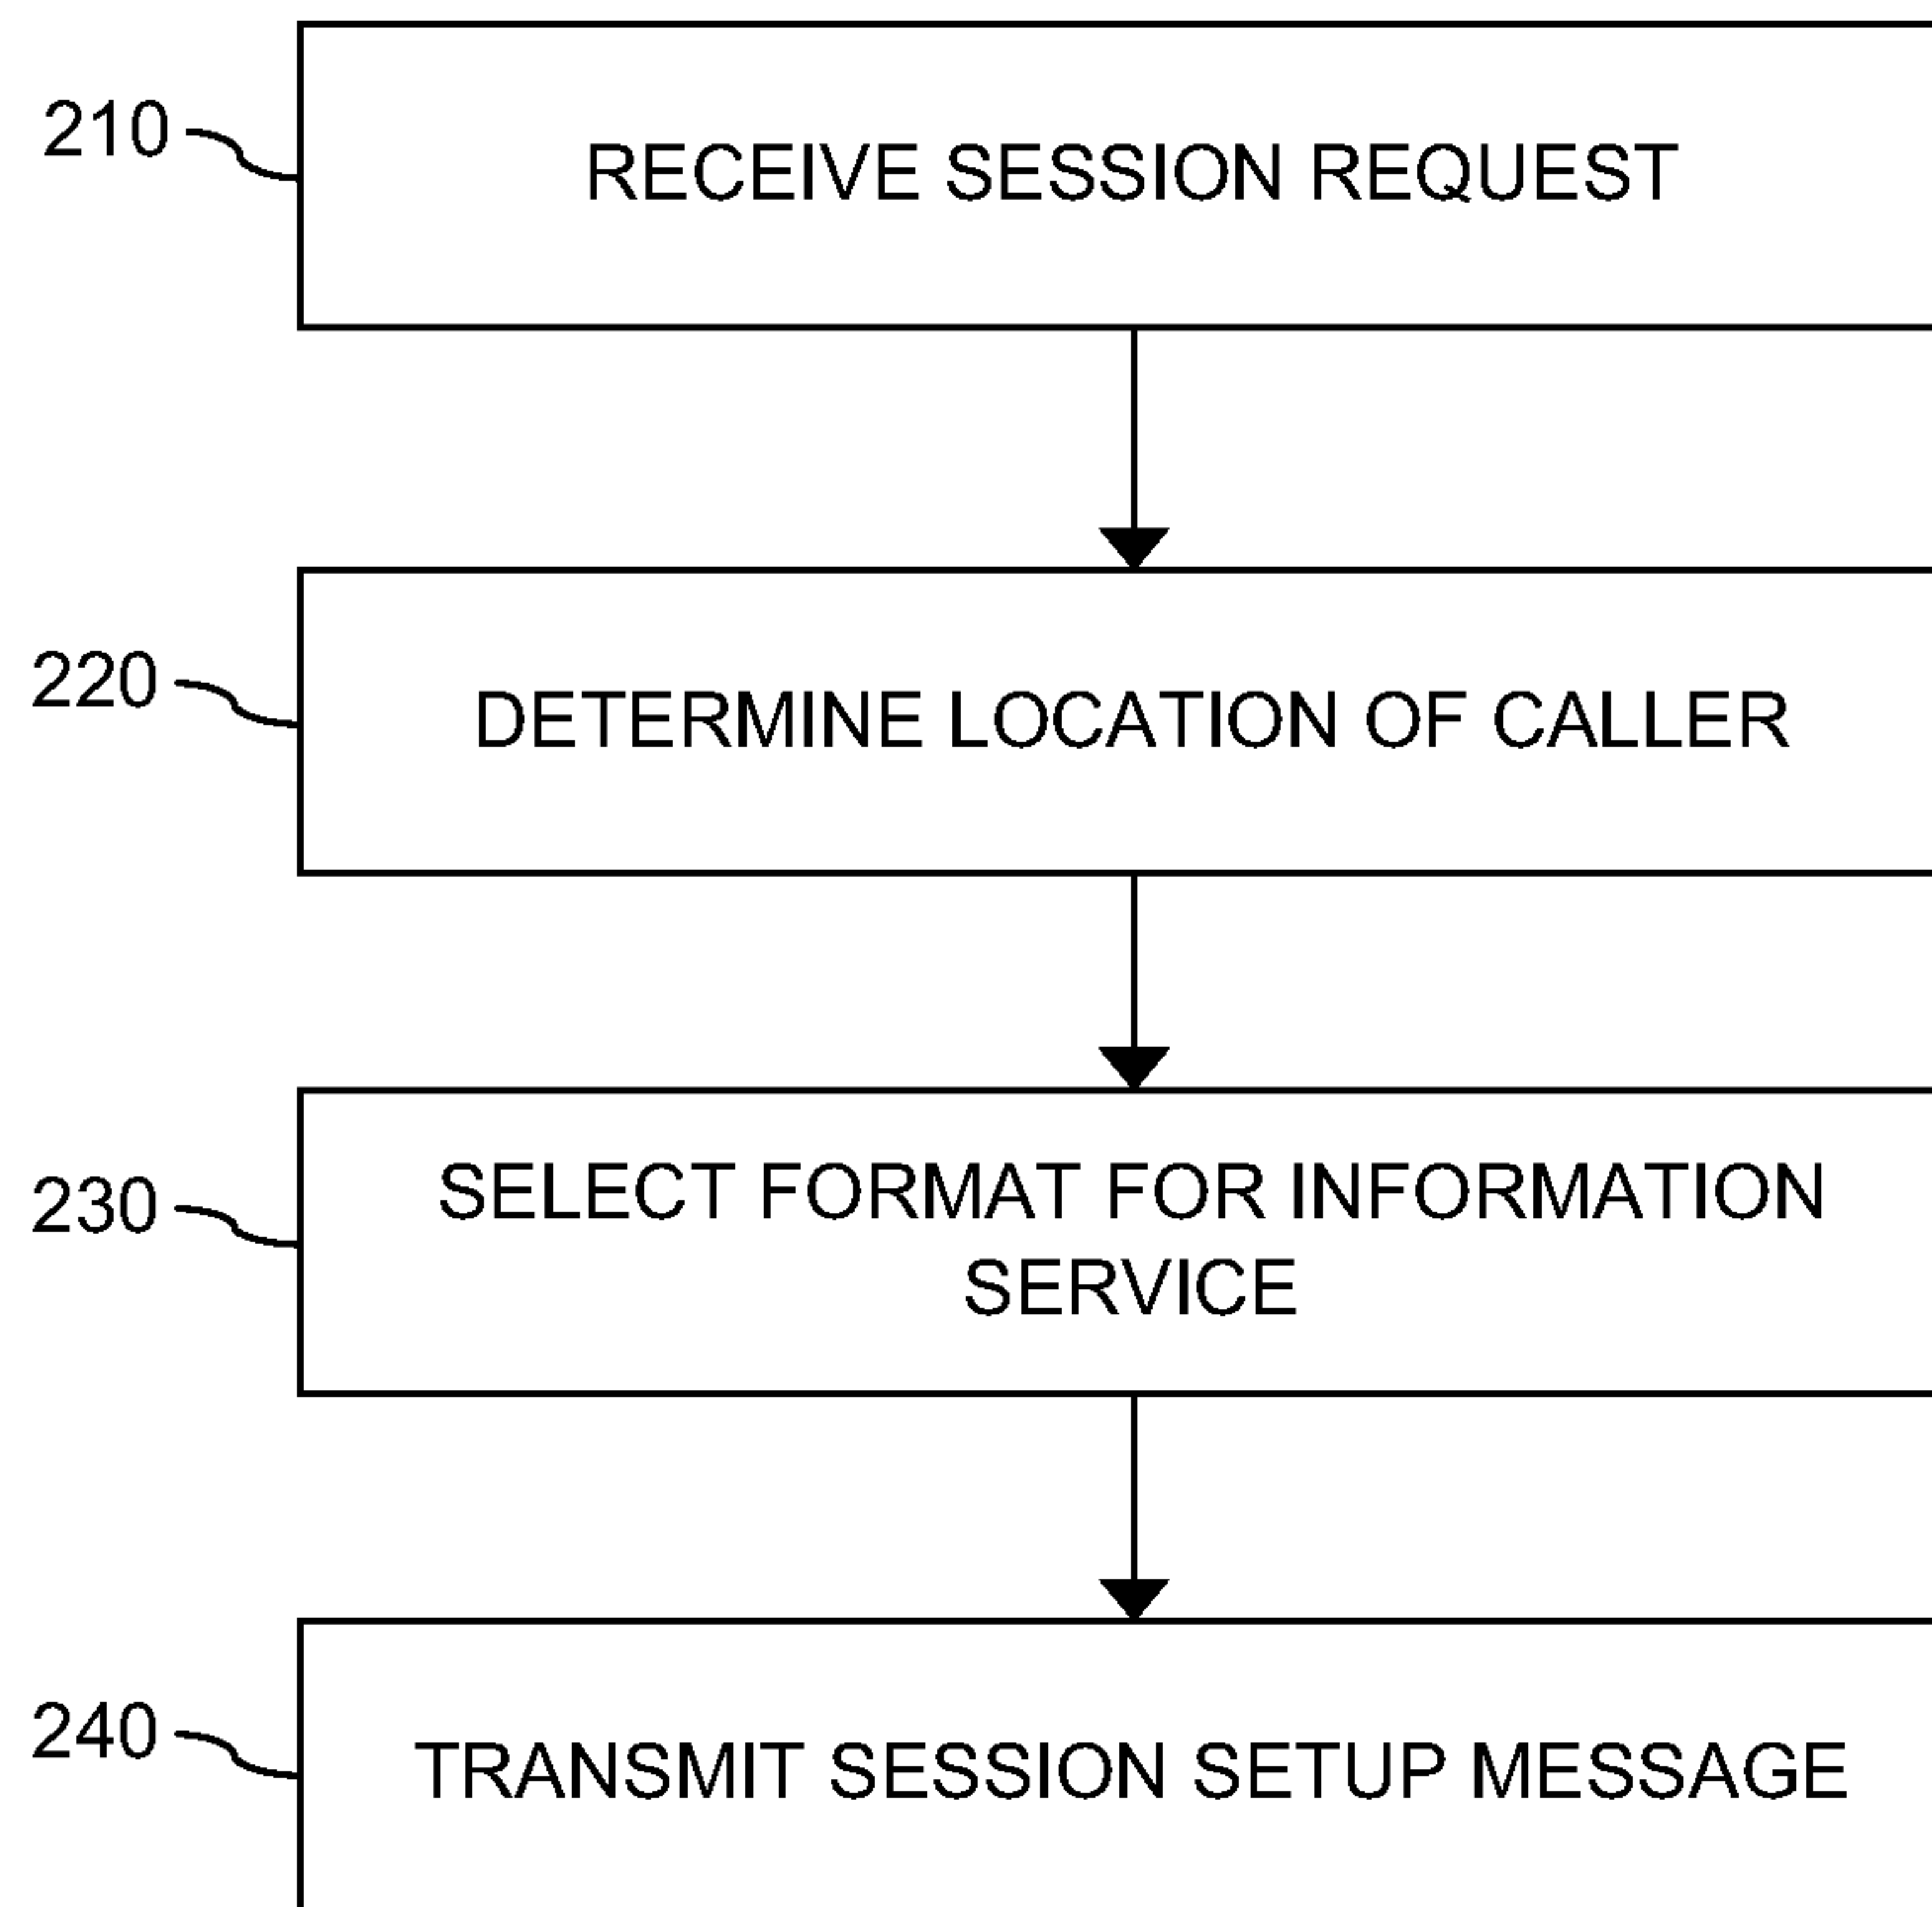 210
RECEIVE SESSION REQUEST
220
DETERMINE LOCATION OF CALLER
230
SELECT FORMAT FOR INFORMATION
SERVICE
240
TRANSMIT SESSION SETUP MESSAGE